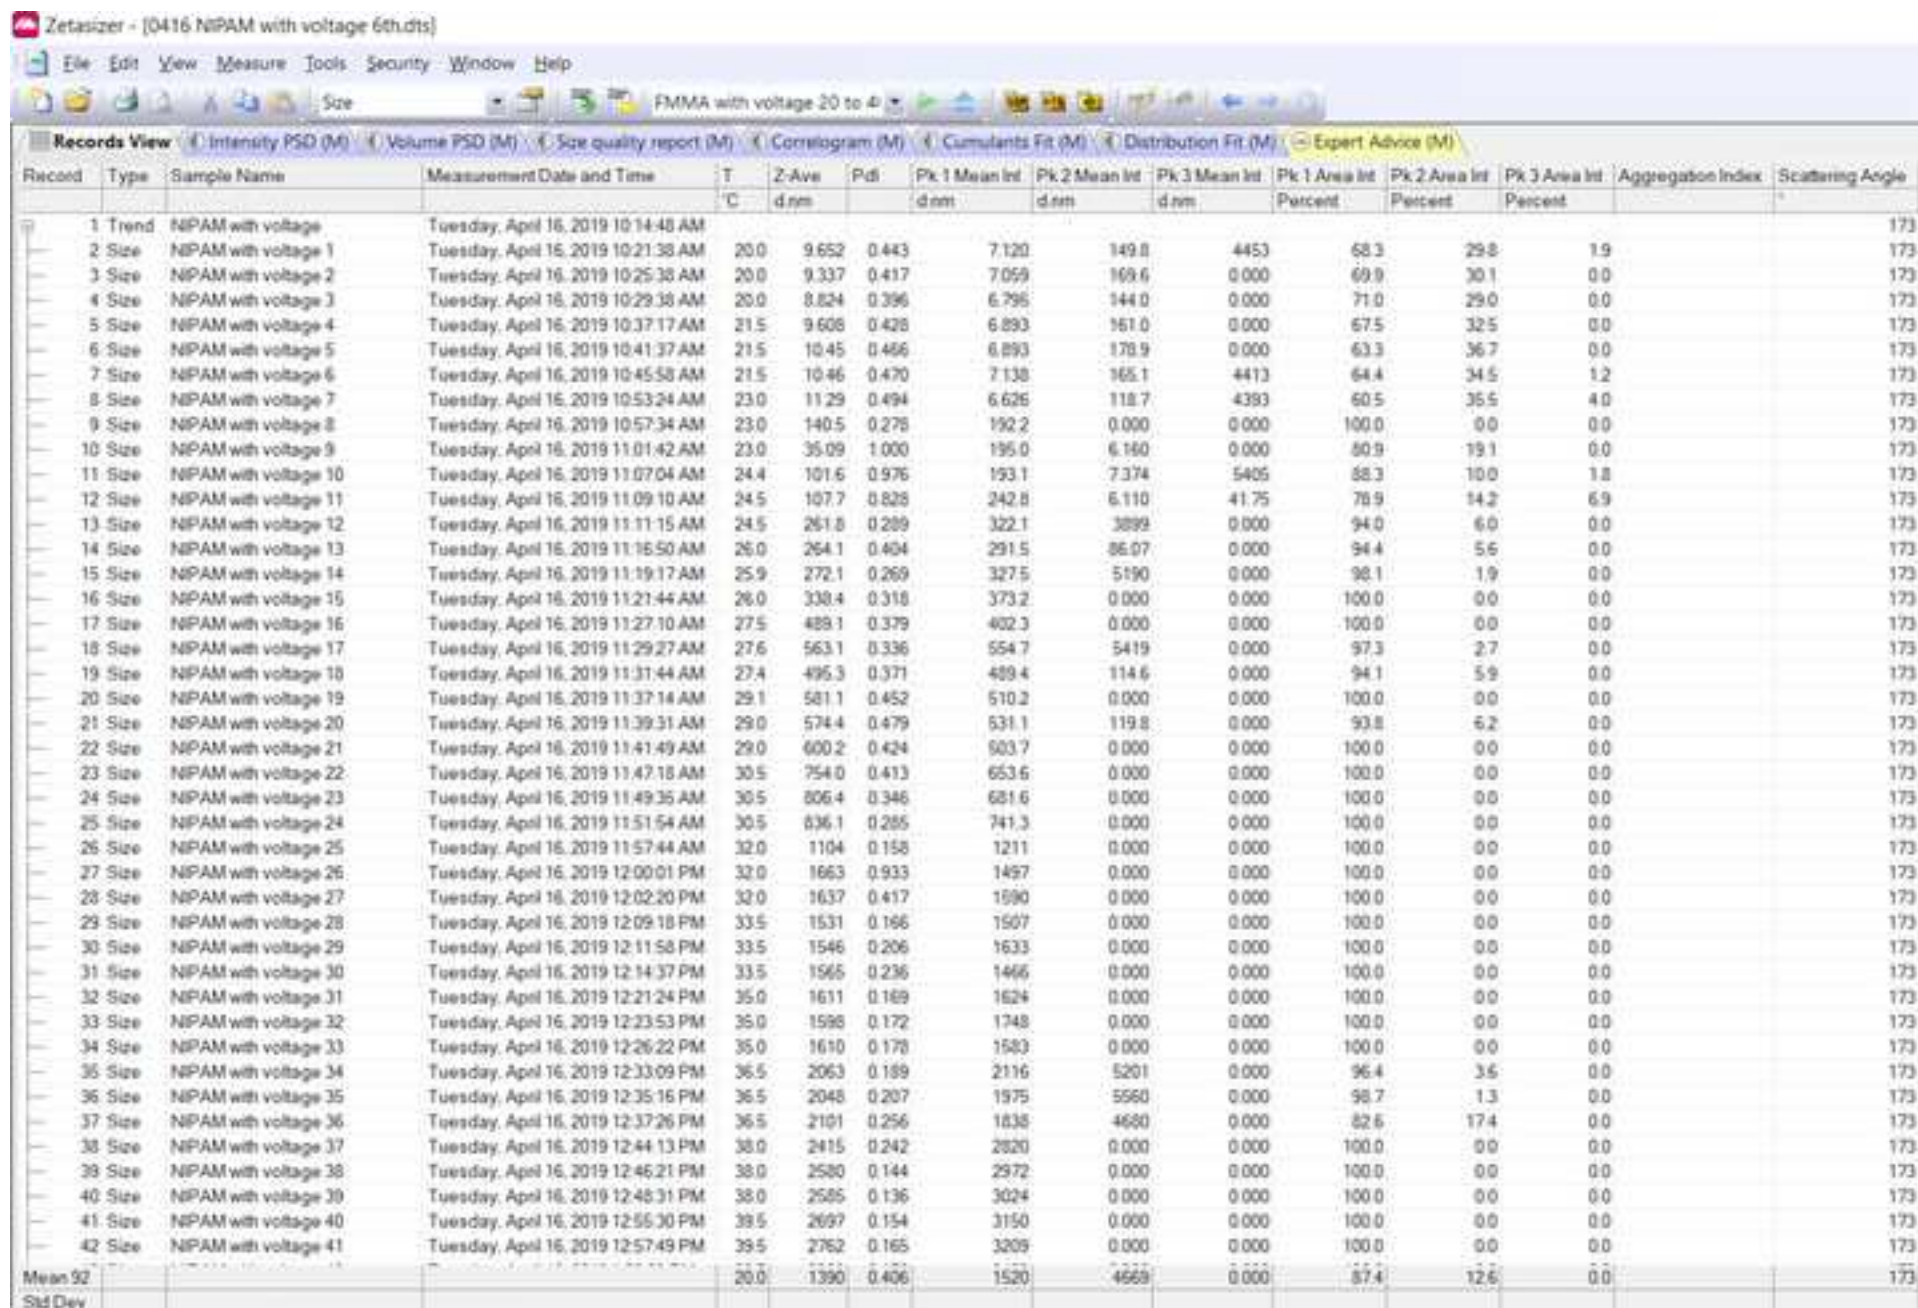 Zetasizer - [0416 NIPAM with voltage 6th.dts]
File Edit View Measure Tools Security Window Help
Size FMMA with voltage 20 to 4
Records View Intensity PSD (M) Volume PSD (M) Size quality report (M) Correlogram (M) Cumulants Fit (M) Distribution Fit (M) Expert Advice (M)
Record Type Sample Name Measurement Date and Time T Z-Ave PdI Pk 1 Mean Int Pk 2 Mean Int Pk 3 Mean Int Pk 1 Area Int Pk 2 Area Int Pk 3 Area Int Aggregation Index Scattering Angle
°C d.nm d.nm d.nm d.nm Percent Percent Percent °
1 Trend NIPAM with voltage Tuesday, April 16, 2019 10:14:48 AM 173
2 Size NIPAM with voltage 1 Tuesday, April 16, 2019 10:21:38 AM 20.0 9.652 0.443 7.120 149.8 4453 68.3 29.8 1.9 173
3 Size NIPAM with voltage 2 Tuesday, April 16, 2019 10:25:38 AM 20.0 9.337 0.417 7.059 169.6 0.000 69.9 30.1 0.0 173
4 Size NIPAM with voltage 3 Tuesday, April 16, 2019 10:29:38 AM 20.0 8.824 0.396 6.796 144.0 0.000 71.0 29.0 0.0 173
5 Size NIPAM with voltage 4 Tuesday, April 16, 2019 10:37:17 AM 21.5 9.608 0.428 6.893 161.0 0.000 67.5 32.5 0.0 173
6 Size NIPAM with voltage 5 Tuesday, April 16, 2019 10:41:37 AM 21.5 10.45 0.466 6.893 178.9 0.000 63.3 36.7 0.0 173
7 Size NIPAM with voltage 6 Tuesday, April 16, 2019 10:45:58 AM 21.5 10.46 0.470 7.138 165.1 4413 64.4 34.5 1.2 173
8 Size NIPAM with voltage 7 Tuesday, April 16, 2019 10:53:24 AM 23.0 11.29 0.494 6.626 118.7 4393 60.5 35.5 4.0 173
9 Size NIPAM with voltage 8 Tuesday, April 16, 2019 10:57:34 AM 23.0 140.5 0.278 192.2 0.000 0.000 100.0 0.0 0.0 173
10 Size NIPAM with voltage 9 Tuesday, April 16, 2019 11:01:42 AM 23.0 35.09 1.000 195.0 6.160 0.000 80.9 19.1 0.0 173
11 Size NIPAM with voltage 10 Tuesday, April 16, 2019 11:07:04 AM 24.4 101.6 0.976 193.1 7.374 5405 88.3 10.0 1.8 173
12 Size NIPAM with voltage 11 Tuesday, April 16, 2019 11:09:10 AM 24.5 107.7 0.828 242.8 6.110 41.75 78.9 14.2 6.9 173
13 Size NIPAM with voltage 12 Tuesday, April 16, 2019 11:11:15 AM 24.5 261.8 0.289 322.1 3899 0.000 94.0 6.0 0.0 173
14 Size NIPAM with voltage 13 Tuesday, April 16, 2019 11:16:50 AM 26.0 264.1 0.404 291.5 86.07 0.000 94.4 5.6 0.0 173
15 Size NIPAM with voltage 14 Tuesday, April 16, 2019 11:19:17 AM 25.9 272.1 0.269 327.5 5190 0.000 98.1 1.9 0.0 173
16 Size NIPAM with voltage 15 Tuesday, April 16, 2019 11:21:44 AM 26.0 338.4 0.318 373.2 0.000 0.000 100.0 0.0 0.0 173
17 Size NIPAM with voltage 16 Tuesday, April 16, 2019 11:27:10 AM 27.5 489.1 0.379 402.3 0.000 0.000 100.0 0.0 0.0 173
18 Size NIPAM with voltage 17 Tuesday, April 16, 2019 11:29:27 AM 27.6 563.1 0.336 554.7 5419 0.000 97.3 2.7 0.0 173
19 Size NIPAM with voltage 18 Tuesday, April 16, 2019 11:31:44 AM 27.4 495.3 0.371 489.4 114.6 0.000 94.1 5.9 0.0 173
20 Size NIPAM with voltage 19 Tuesday, April 16, 2019 11:37:14 AM 29.1 581.1 0.452 510.2 0.000 0.000 100.0 0.0 0.0 173
21 Size NIPAM with voltage 20 Tuesday, April 16, 2019 11:39:31 AM 29.0 574.4 0.479 531.1 119.8 0.000 93.8 6.2 0.0 173
22 Size NIPAM with voltage 21 Tuesday, April 16, 2019 11:41:49 AM 29.0 600.2 0.424 503.7 0.000 0.000 100.0 0.0 0.0 173
23 Size NIPAM with voltage 22 Tuesday, April 16, 2019 11:47:18 AM 30.5 754.0 0.413 653.6 0.000 0.000 100.0 0.0 0.0 173
24 Size NIPAM with voltage 23 Tuesday, April 16, 2019 11:49:35 AM 30.5 806.4 0.346 681.6 0.000 0.000 100.0 0.0 0.0 173
25 Size NIPAM with voltage 24 Tuesday, April 16, 2019 11:51:54 AM 30.5 836.1 0.285 741.3 0.000 0.000 100.0 0.0 0.0 173
26 Size NIPAM with voltage 25 Tuesday, April 16, 2019 11:57:44 AM 32.0 1104 0.158 1211 0.000 0.000 100.0 0.0 0.0 173
27 Size NIPAM with voltage 26 Tuesday, April 16, 2019 12:00:01 PM 32.0 1663 0.933 1497 0.000 0.000 100.0 0.0 0.0 173
28 Size NIPAM with voltage 27 Tuesday, April 16, 2019 12:02:20 PM 32.0 1637 0.417 1590 0.000 0.000 100.0 0.0 0.0 173
29 Size NIPAM with voltage 28 Tuesday, April 16, 2019 12:09:18 PM 33.5 1531 0.166 1507 0.000 0.000 100.0 0.0 0.0 173
30 Size NIPAM with voltage 29 Tuesday, April 16, 2019 12:11:58 PM 33.5 1546 0.206 1633 0.000 0.000 100.0 0.0 0.0 173
31 Size NIPAM with voltage 30 Tuesday, April 16, 2019 12:14:37 PM 33.5 1565 0.236 1466 0.000 0.000 100.0 0.0 0.0 173
32 Size NIPAM with voltage 31 Tuesday, April 16, 2019 12:21:24 PM 35.0 1611 0.169 1624 0.000 0.000 100.0 0.0 0.0 173
33 Size NIPAM with voltage 32 Tuesday, April 16, 2019 12:23:53 PM 35.0 1598 0.172 1748 0.000 0.000 100.0 0.0 0.0 173
34 Size NIPAM with voltage 33 Tuesday, April 16, 2019 12:26:22 PM 35.0 1610 0.178 1583 0.000 0.000 100.0 0.0 0.0 173
35 Size NIPAM with voltage 34 Tuesday, April 16, 2019 12:33:09 PM 36.5 2063 0.189 2116 5201 0.000 96.4 3.6 0.0 173
36 Size NIPAM with voltage 35 Tuesday, April 16, 2019 12:35:16 PM 36.5 2048 0.207 1975 5560 0.000 98.7 1.3 0.0 173
37 Size NIPAM with voltage 36 Tuesday, April 16, 2019 12:37:26 PM 36.5 2101 0.256 1838 4680 0.000 82.6 17.4 0.0 173
38 Size NIPAM with voltage 37 Tuesday, April 16, 2019 12:44:13 PM 38.0 2415 0.242 2820 0.000 0.000 100.0 0.0 0.0 173
39 Size NIPAM with voltage 38 Tuesday, April 16, 2019 12:46:21 PM 38.0 2580 0.144 2972 0.000 0.000 100.0 0.0 0.0 173
40 Size NIPAM with voltage 39 Tuesday, April 16, 2019 12:48:31 PM 38.0 2585 0.136 3024 0.000 0.000 100.0 0.0 0.0 173
41 Size NIPAM with voltage 40 Tuesday, April 16, 2019 12:55:30 PM 39.5 2697 0.154 3150 0.000 0.000 100.0 0.0 0.0 173
42 Size NIPAM with voltage 41 Tuesday, April 16, 2019 12:57:49 PM 39.5 2762 0.165 3209 0.000 0.000 100.0 0.0 0.0 173
Mean 92 20.0 1390 0.406 1520 4669 0.000 87.4 12.6 0.0 173
Std Dev